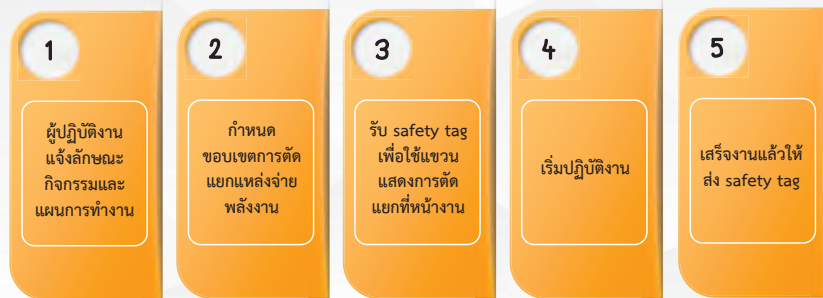 1
ผู้ปฏิบัติงาน
แจ้งลักษณะ
กิจกรรมและ
แผนการทำงาน
2
กำหนด
ขอบเขตการตัด
แยกแหล่งจ่าย
พลังงาน
3
รับ safety tag
เพื่อใช้แขวน
แสดงการตัด
แยกที่หน้างาน
4
เริ่มปฏิบัติงาน
5
เสร็จงานแล้วให้
ส่ง safety tag